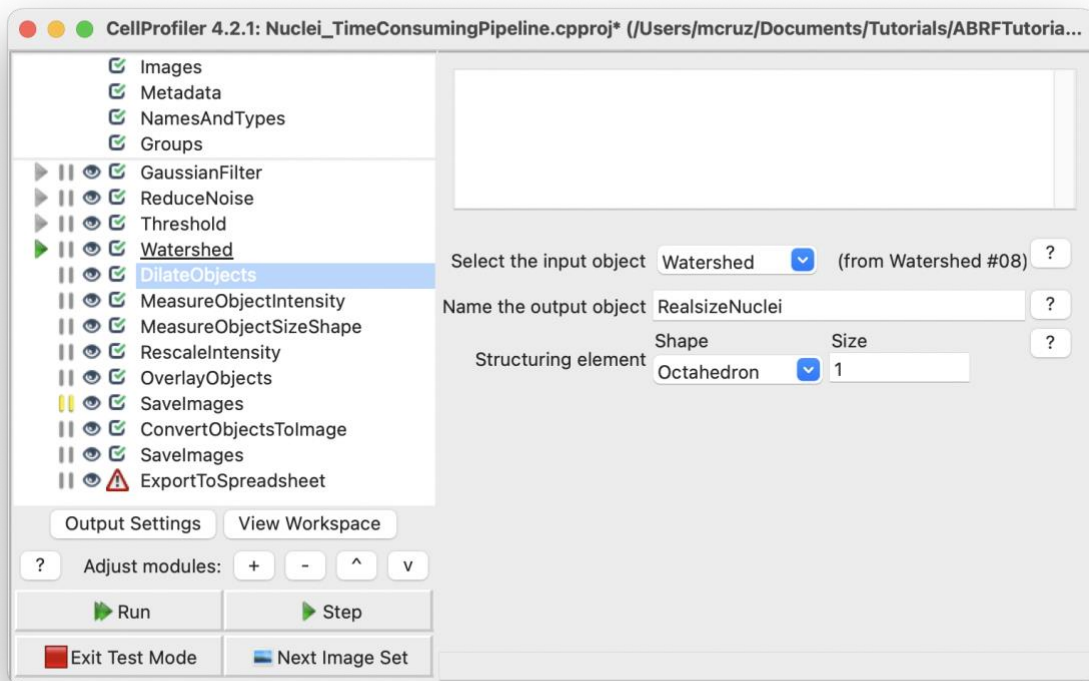 CellProfiler 4.2.1: Nuclei_TimeConsumingPipeline.cpproj* (/Users/mcruz/Documents/Tutorials/ABRFTutoria...
Images
Metadata
NamesAndTypes
Groups
GaussianFilter
ReduceNoise
Threshold
Watershed
DilateObjects
MeasureObjectIntensity
MeasureObjectSizeShape
RescaleIntensity
OverlayObjects
SaveImages
ConvertObjectsToImage
SaveImages
ExportToSpreadsheet
Output Settings
View Workspace
? Adjust modules: + - ^ v
Run
Step
Exit Test Mode
Next Image Set
Select the input object Watershed (from Watershed #08) ?
Name the output object RealsizeNuclei ?
Shape Size ?
Structuring element Octahedron 1